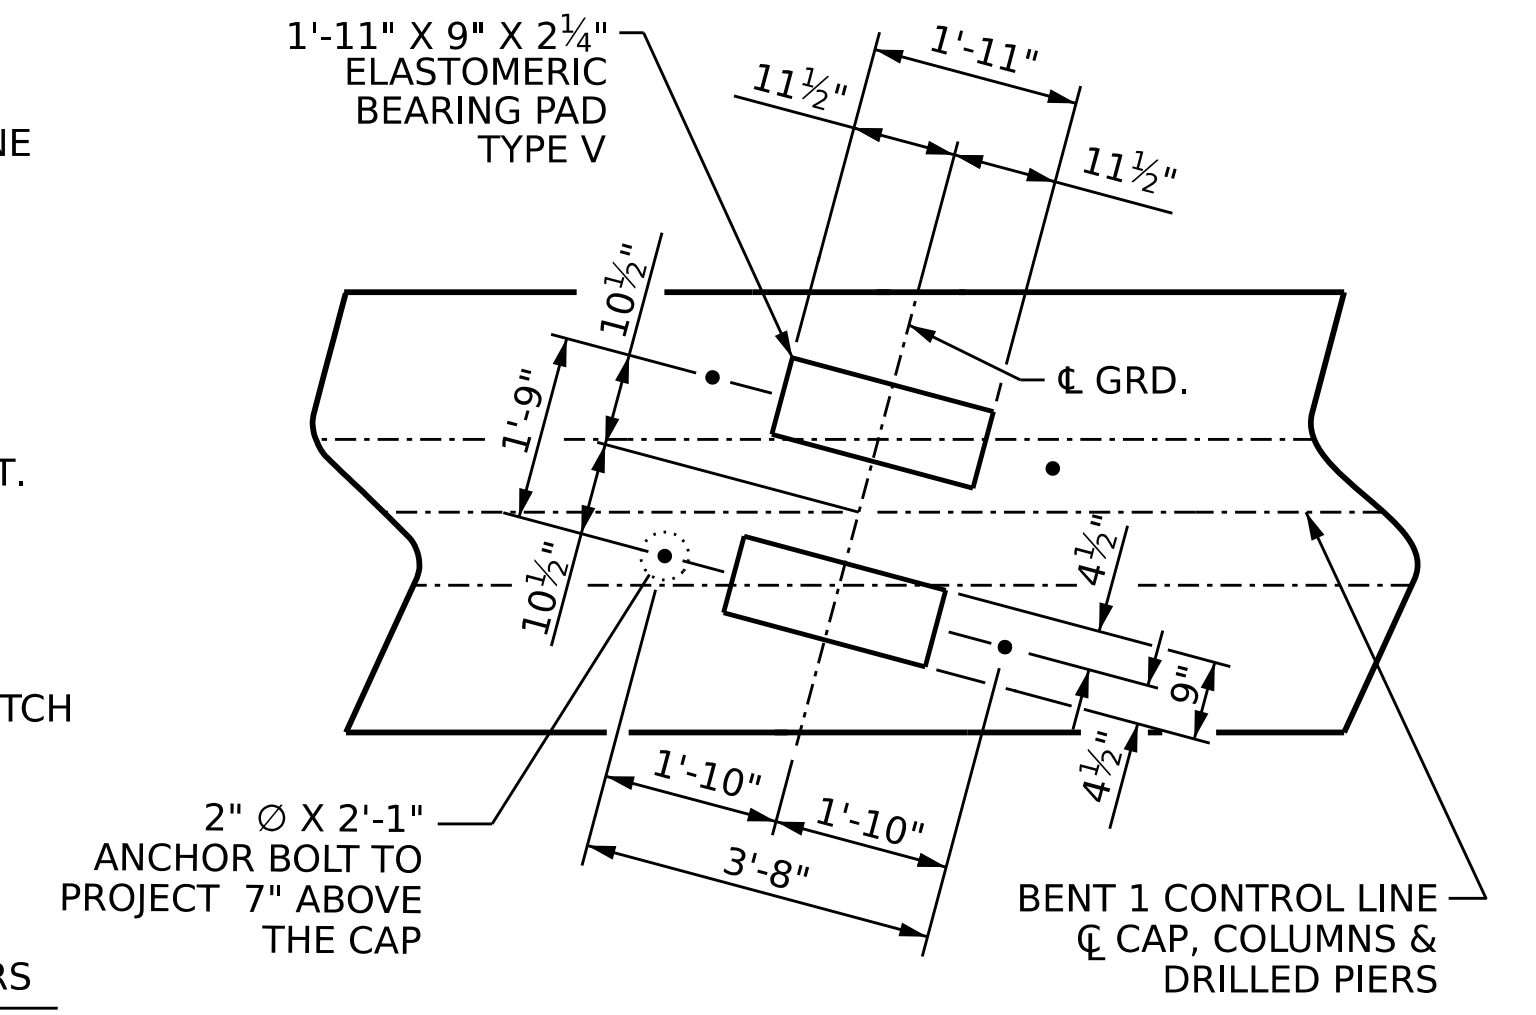 1'-11" X 9" X 2¼"
ELASTOMERIC
BEARING PAD
TYPE V
1'-11"
11½"
11½"
NE
10½"
1'-9"
℄ GRD.
T.
10½"
4½"
9"
TCH
4½"
1'-10"
1'-10"
3'-8"
2" ∅ X 2'-1"
ANCHOR BOLT TO
PROJECT 7" ABOVE
THE CAP
BENT 1 CONTROL LINE
℄ CAP, COLUMNS &
DRILLED PIERS
RS